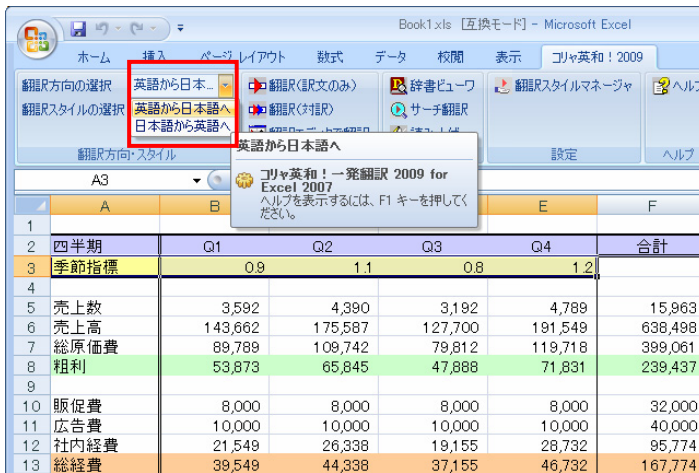 Book1.xls [互換モード] - Microsoft Excel
ホーム 挿入 ページ レイアウト 数式 データ 校閲 表示 コリャ英和！2009
翻訳方向の選択 英語から日本... 翻訳(訳文のみ) 辞書ビューワ 翻訳スタイルマネージャ ヘル
翻訳スタイルの選択 英語から日本語へ 翻訳(対訳) サーチ翻訳
日本語から英語へ
翻訳方向・スタイル 設定 ヘルプ
英語から日本語へ
コリャ英和！一発翻訳 2009 for
Excel 2007
ヘルプを表示するには、F1 キーを押してく
ださい。
A3
A B E F
1
2 四半期 Q1 Q2 Q3 Q4 合計
3 季節指標 0.9 1.1 0.8 1.2
4
5 売上数 3,592 4,390 3,192 4,789 15,963
6 売上高 143,662 175,587 127,700 191,549 638,498
7 総原価費 89,789 109,742 79,812 119,718 399,061
8 粗利 53,873 65,845 47,888 71,831 239,437
9
10 販促費 8,000 8,000 8,000 8,000 32,000
11 広告費 10,000 10,000 10,000 10,000 40,000
12 社内経費 21,549 26,338 19,155 28,732 95,774
13 総経費 39,549 44,338 37,155 46,732 167,774